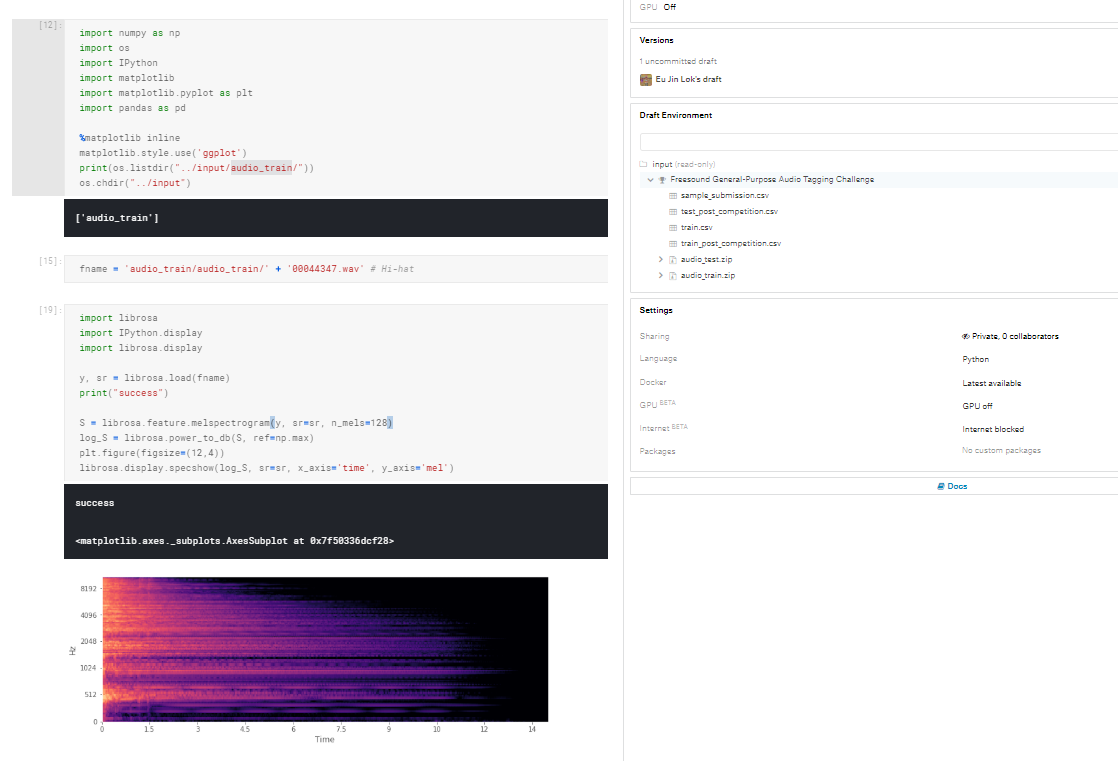 [12]:
import numpy as np
import os
import IPython
import matplotlib
import matplotlib.pyplot as plt
import pandas as pd
%matplotlib inline
matplotlib.style.use('ggplot')
print(os.listdir("../input/audio_train/"))
os.chdir("../input")
['audio_train']
[15]:
fname = 'audio_train/audio_train/' + '00044347.wav' # Hi-hat
[19]:
import librosa
import IPython.display
import librosa.display
y, sr = librosa.load(fname)
print("success")
S = librosa.feature.melspectrogram(y, sr=sr, n_mels=128)
log_S = librosa.power_to_db(S, ref=np.max)
plt.figure(figsize=(12,4))
librosa.display.specshow(log_S, sr=sr, x_axis='time', y_axis='mel')
success
<matplotlib.axes._subplots.AxesSubplot at 0x7f50336dcf28>
8192
4096
2048
1024
512
0
Hz
0 1.5 3 4.5 6 7.5 9 10 12 14
Time
GPU Off
Versions
1 uncommitted draft
Eu Jin Lok's draft
Draft Environment
input (read-only)
Freesound General-Purpose Audio Tagging Challenge
sample_submission.csv
test_post_competition.csv
train.csv
train_post_competition.csv
audio_test.zip
audio_train.zip
Settings
Sharing Private, 0 collaborators
Language Python
Docker Latest available
GPU BETA GPU off
Internet BETA Internet blocked
Packages No custom packages
Docs